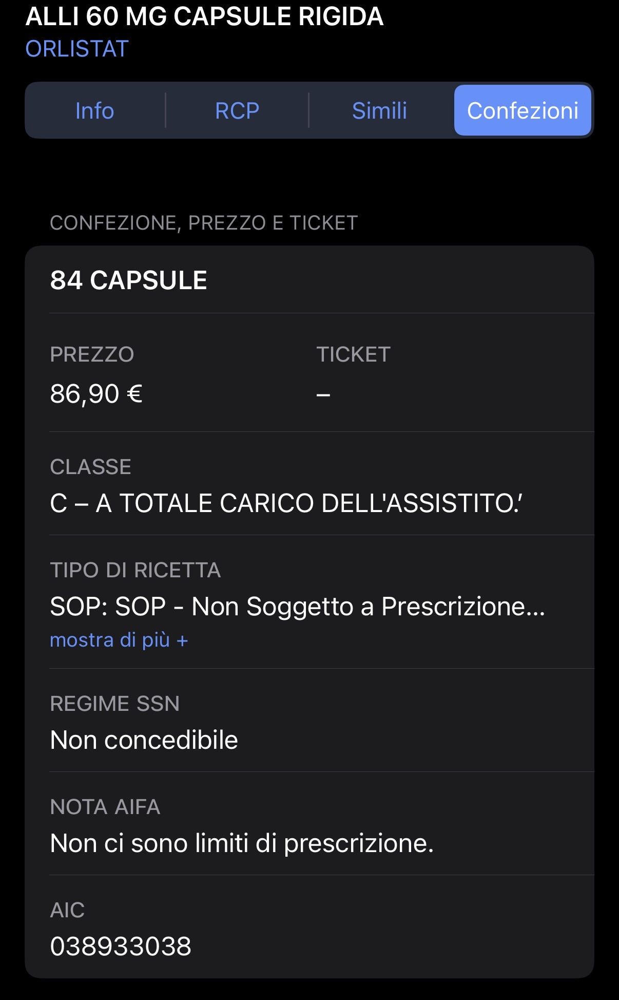 ALLI 60 MG CAPSULE RIGIDA
ORLISTAT
Info RCP Simili Confezioni
CONFEZIONE, PREZZO E TICKET
84 CAPSULE
PREZZO TICKET
86,90 € –
CLASSE
C – A TOTALE CARICO DELL'ASSISTITO.’
TIPO DI RICETTA
SOP: SOP - Non Soggetto a Prescrizione...
mostra di più +
REGIME SSN
Non concedibile
NOTA AIFA
Non ci sono limiti di prescrizione.
AIC
038933038